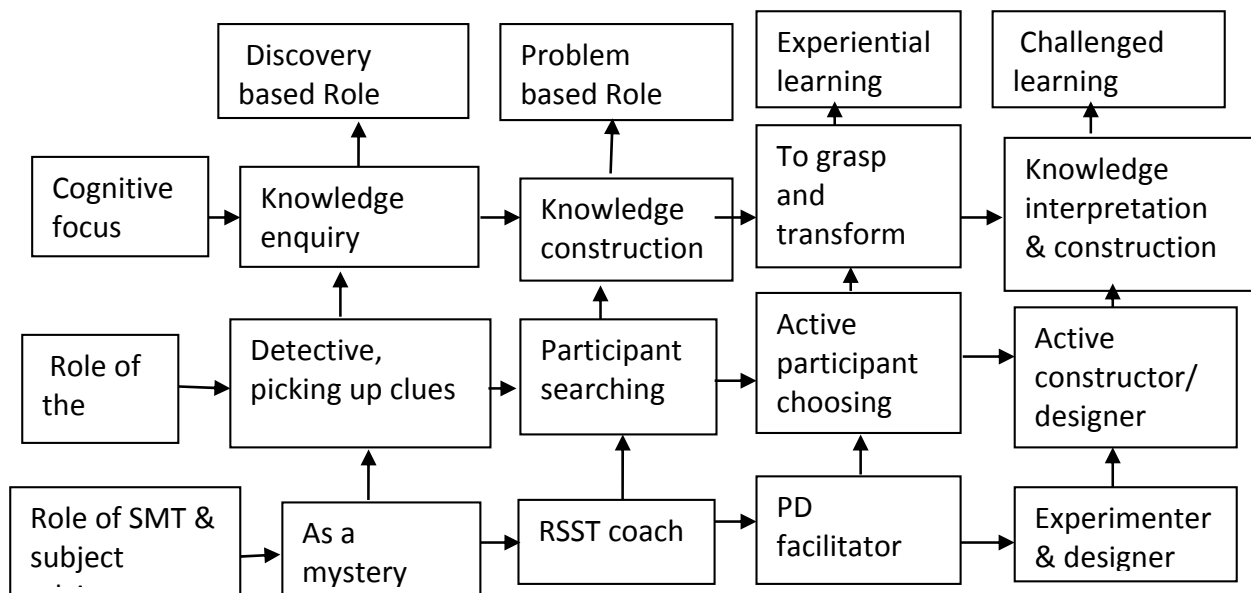 Discovery
based Role
Problem
based Role
Experiential
learning
Challenged
learning
Cognitive
focus
Knowledge
enquiry
Knowledge
construction
To grasp
and
transform
Knowledge
interpretation
& construction
Role of
the
Detective,
picking up clues
Participant
searching
Active
participant
choosing
Active
constructor/
designer
Role of SMT &
subject
As a
mystery
RSST coach
PD
facilitator
Experimenter
& designer